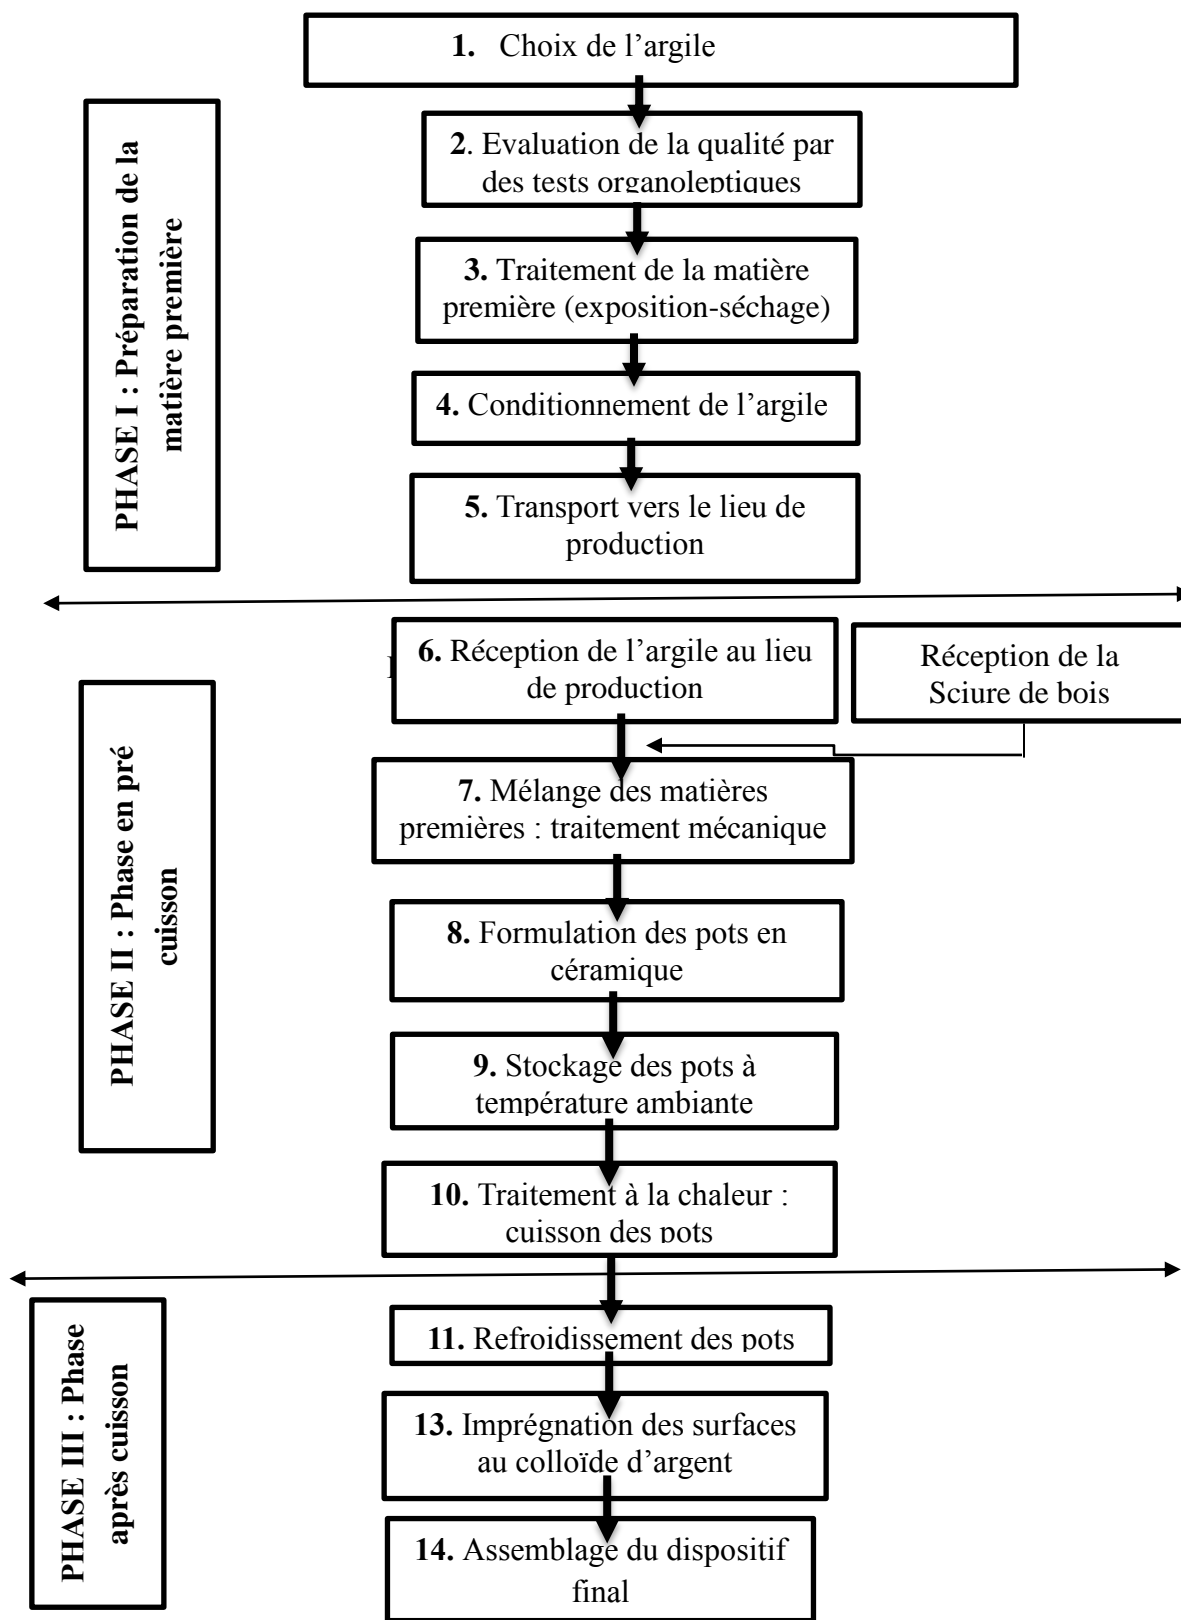 1. Choix de l’argile
PHASE I : Préparation de la
matière première
2. Evaluation de la qualité par
des tests organoleptiques
3. Traitement de la matière
première (exposition-séchage)
4. Conditionnement de l’argile
5. Transport vers le lieu de
production
6. Réception de l’argile au lieu
de production
Réception de la
Sciure de bois
PHASE II : Phase en pré
cuisson
7. Mélange des matières
premières : traitement mécanique
8. Formulation des pots en
céramique
9. Stockage des pots à
température ambiante
10. Traitement à la chaleur :
cuisson des pots
PHASE III : Phase
après cuisson
11. Refroidissement des pots
13. Imprégnation des surfaces
au colloïde d’argent
14. Assemblage du dispositif
final